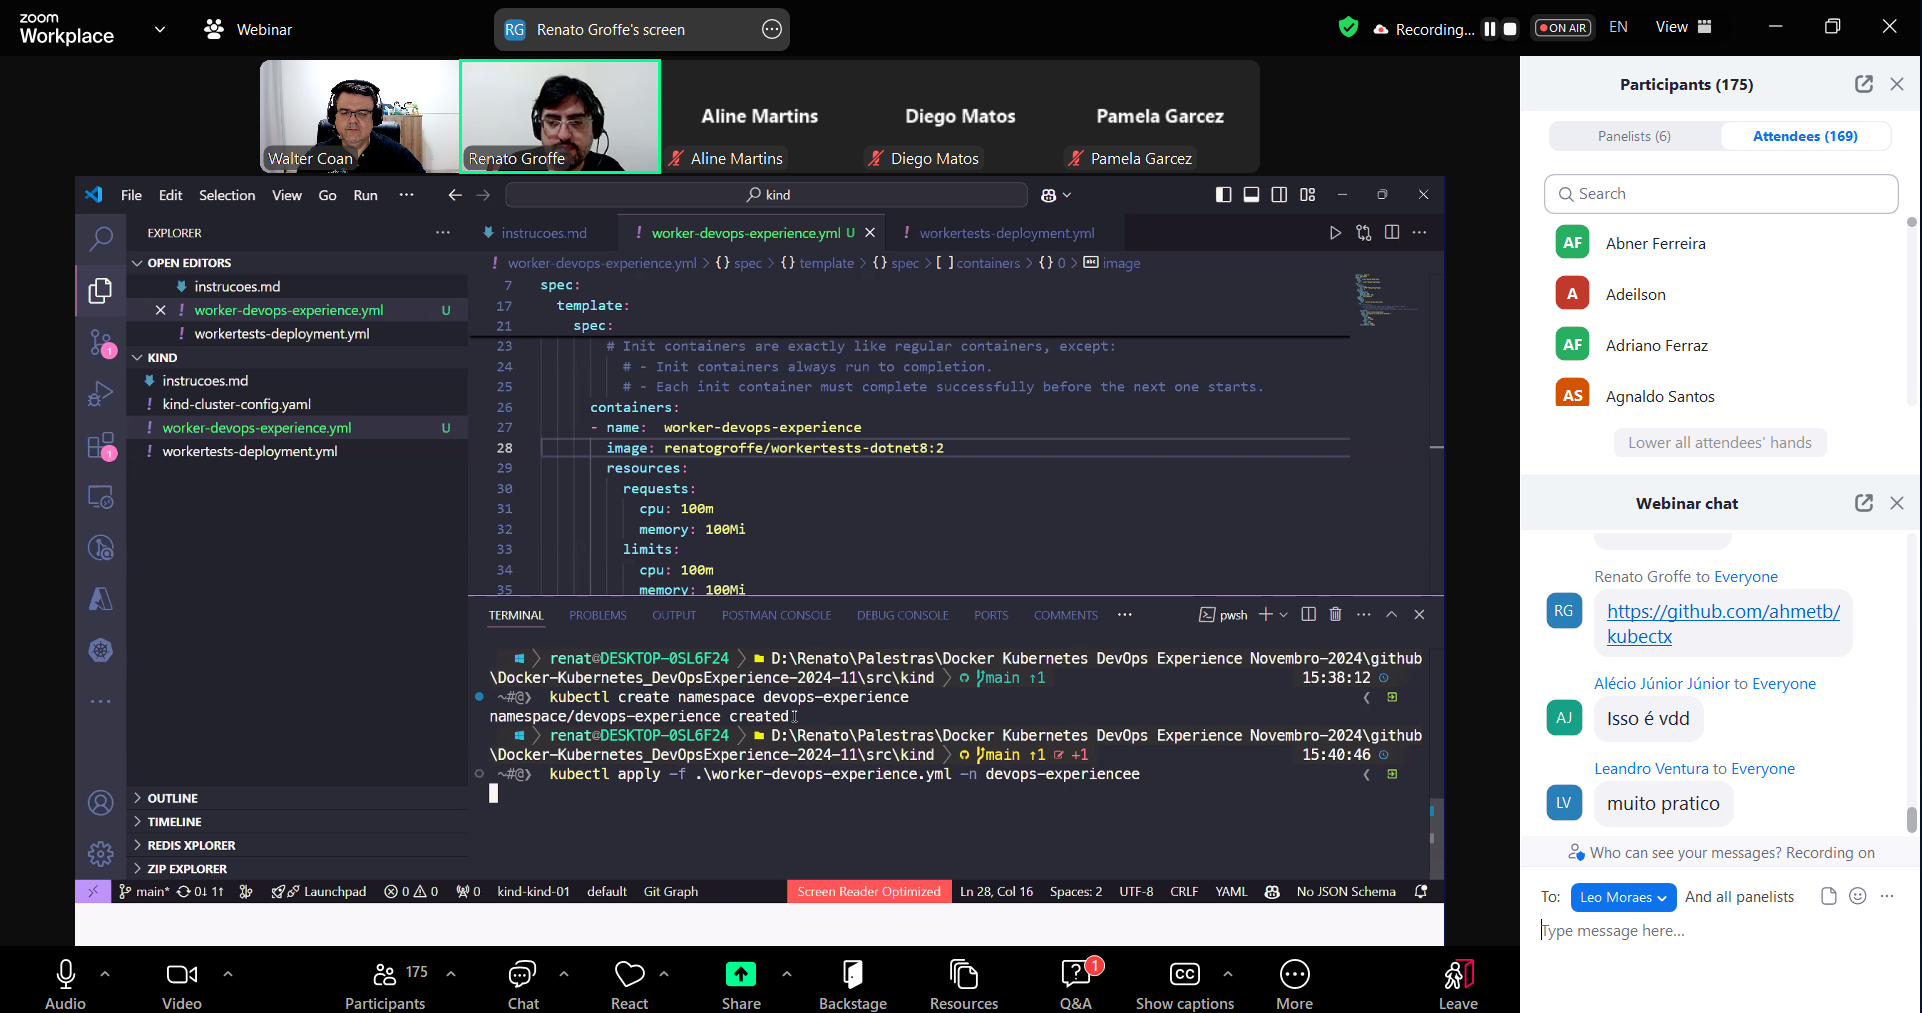 zoom
Workplace
Webinar
RG Renato Groffe's screen
Recording...
ON AIR
EN
View
Walter Coan
Renato Groffe
Aline Martins
Aline Martins
Diego Matos
Diego Matos
Pamela Garcez
Pamela Garcez
File Edit Selection View Go Run
kind
EXPLORER
OPEN EDITORS
instrucoes.md
worker-devops-experience.yml U
workertests-deployment.yml
KIND
instrucoes.md
kind-cluster-config.yaml
worker-devops-experience.yml U
workertests-deployment.yml
OUTLINE
TIMELINE
REDIS XPLORER
ZIP EXPLORER
1
1
instrucoes.md
! worker-devops-experience.yml U
! workertests-deployment.yml
! worker-devops-experience.yml > {} spec > {} template > {} spec > [ ] containers > {} 0 > abc image
7 spec:
17 template:
21 spec:
23 # Init containers are exactly like regular containers, except:
24 # - Init containers always run to completion.
25 # - Each init container must complete successfully before the next one starts.
26 containers:
27 - name: worker-devops-experience
28 image: renatogroffe/workertests-dotnet8:2
29 resources:
30 requests:
31 cpu: 100m
32 memory: 100Mi
33 limits:
34 cpu: 100m
35 memory: 100Mi
TERMINAL PROBLEMS OUTPUT POSTMAN CONSOLE DEBUG CONSOLE PORTS COMMENTS
pwsh
renat@DESKTOP-0SL6F24 D:\Renato\Palestras\Docker Kubernetes DevOps Experience Novembro-2024\github
\Docker-Kubernetes_DevOpsExperience-2024-11\src\kind main ↑1 15:38:12
~#@❯ kubectl create namespace devops-experience
namespace/devops-experience created
renat@DESKTOP-0SL6F24 D:\Renato\Palestras\Docker Kubernetes DevOps Experience Novembro-2024\github
\Docker-Kubernetes_DevOpsExperience-2024-11\src\kind main ↑1 +1 15:40:46
~#@❯ kubectl apply -f .\worker-devops-experience.yml -n devops-experiencee
main* 0↓ 1↑ Launchpad 0 0 0 kind-kind-01 default Git Graph Screen Reader Optimized Ln 28, Col 16 Spaces: 2 UTF-8 CRLF YAML No JSON Schema
Participants (175)
Panelists (6)
Attendees (169)
Search
AF Abner Ferreira
A Adeilson
AF Adriano Ferraz
AS Agnaldo Santos
Lower all attendees' hands
Webinar chat
Renato Groffe to Everyone
RG
https://github.com/ahmetb/
kubectx
Alécio Júnior Júnior to Everyone
AJ Isso é vdd
Leandro Ventura to Everyone
LV muito pratico
Who can see your messages? Recording on
To: Leo Moraes And all panelists
Type message here...
Audio
Video
175
Participants
Chat
React
Share
Backstage
Resources
1
Q&A
CC
Show captions
More
Leave